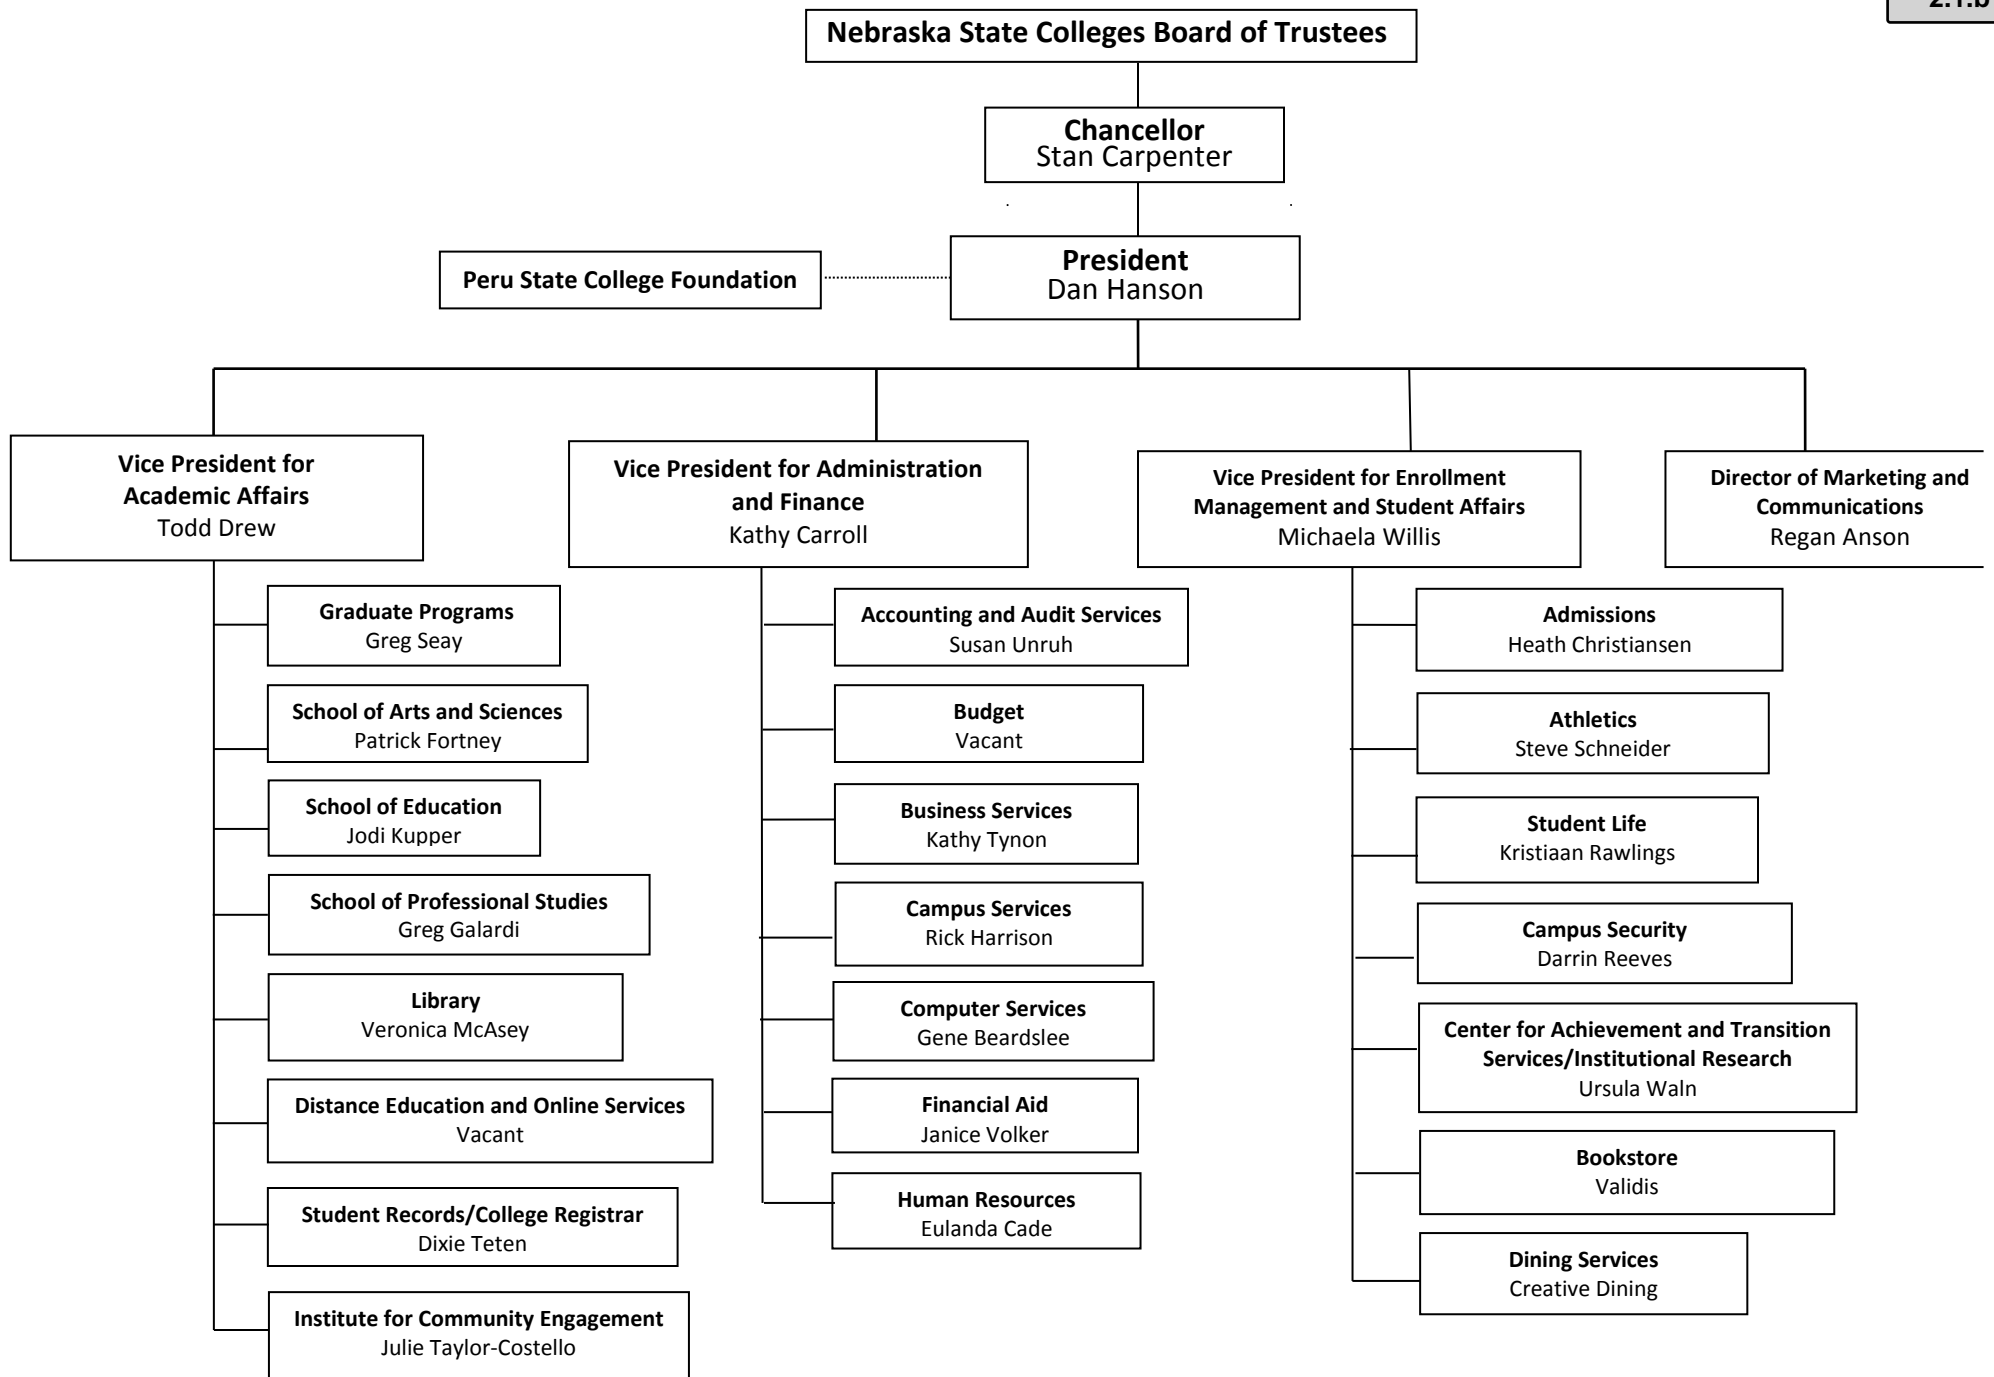 2.1.b
Nebraska State Colleges Board of Trustees
Chancellor
Stan Carpenter
President
Dan Hanson
Peru State College Foundation
Vice President for
Academic Affairs
Todd Drew
Vice President for Administration
and Finance
Kathy Carroll
Vice President for Enrollment
Management and Student Affairs
Michaela Willis
Director of Marketing and
Communications
Regan Anson
Graduate Programs
Greg Seay
School of Arts and Sciences
Patrick Fortney
School of Education
Jodi Kupper
School of Professional Studies
Greg Galardi
Library
Veronica McAsey
Distance Education and Online Services
Vacant
Student Records/College Registrar
Dixie Teten
Institute for Community Engagement
Julie Taylor-Costello
Accounting and Audit Services
Susan Unruh
Budget
Vacant
Business Services
Kathy Tynon
Campus Services
Rick Harrison
Computer Services
Gene Beardslee
Financial Aid
Janice Volker
Human Resources
Eulanda Cade
Admissions
Heath Christiansen
Athletics
Steve Schneider
Student Life
Kristiaan Rawlings
Campus Security
Darrin Reeves
Center for Achievement and Transition
Services/Institutional Research
Ursula Waln
Bookstore
Validis
Dining Services
Creative Dining